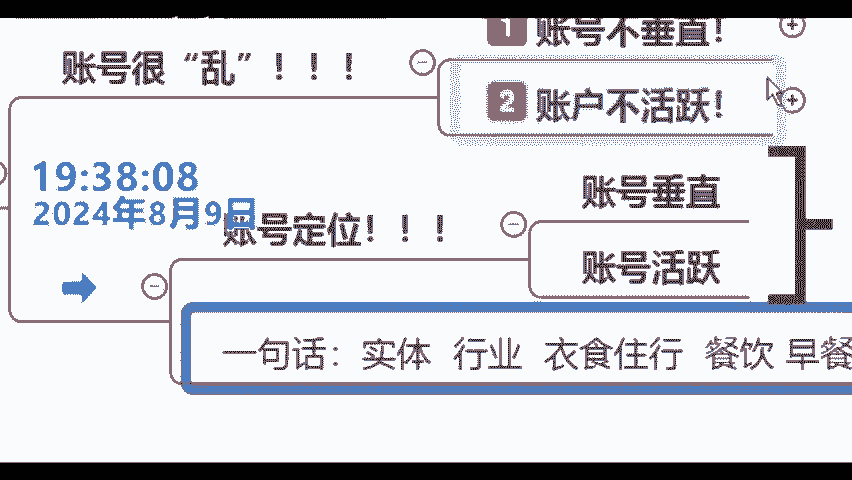 1 账号不垂直！
账号很“乱”！！！
2 账户不活跃！
19:38:08
2024年8月9日
账号垂直
账号定位！！！
账号活跃
一句话：实体 行业 衣食住行 餐饮 早餐